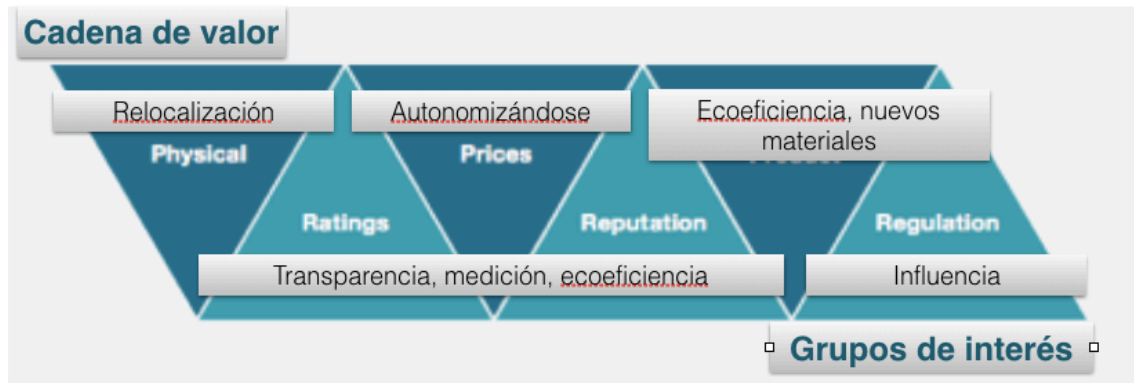 Cadena de valor
Relocalización
Autonomizándose
Ecoeficiencia, nuevos
materiales
Physical
Prices
Ratings
Reputation
Regulation
Transparencia, medición, ecoeficiencia
Influencia
Grupos de interés